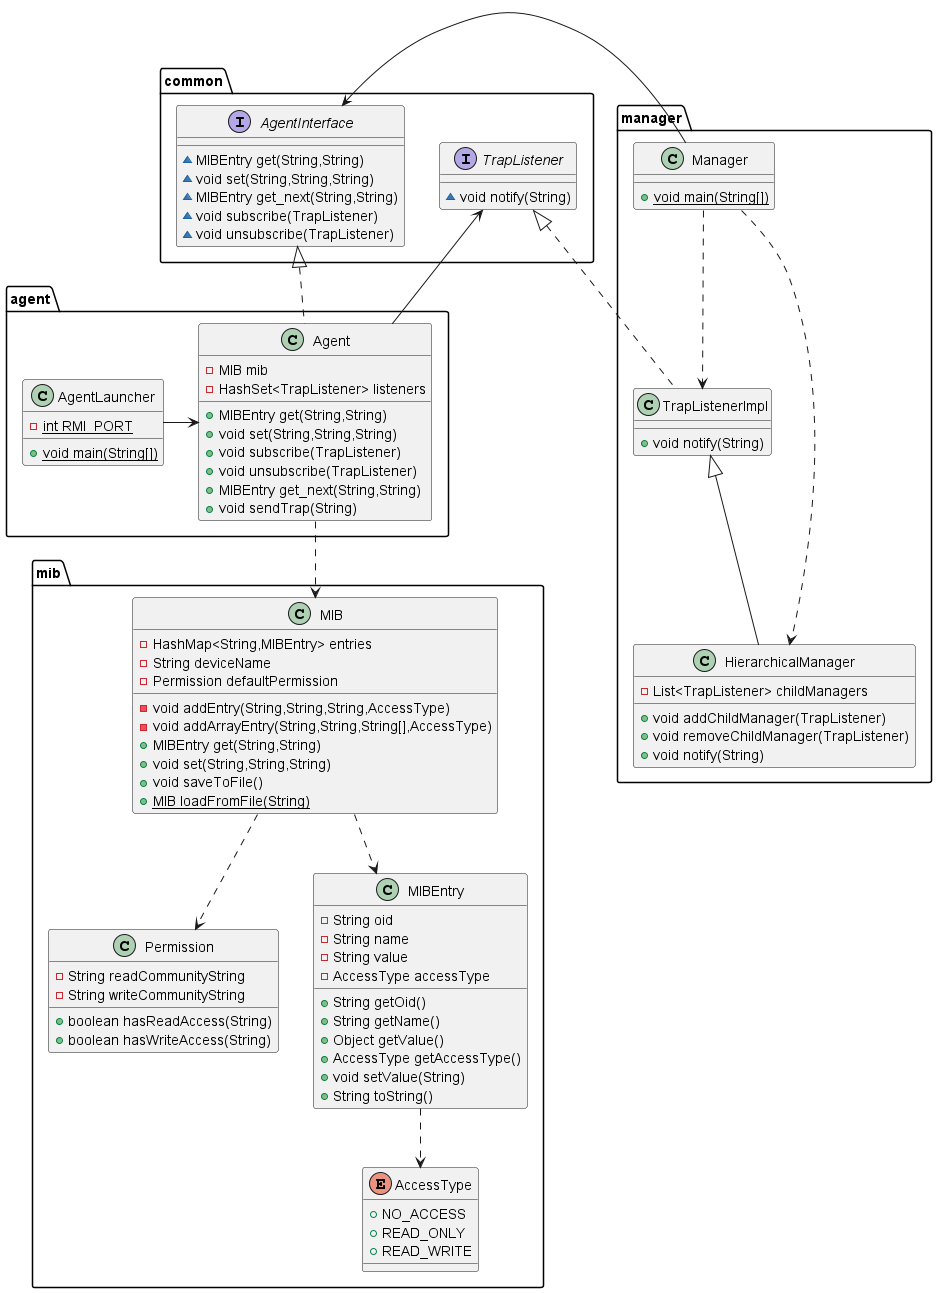 common
I AgentInterface
MIBEntry get(String,String)
void set(String,String,String)
MIBEntry get_next(String,String)
void subscribe(TrapListener)
void unsubscribe(TrapListener)
I TrapListener
void notify(String)
manager
C Manager
void main(String[])
C TrapListenerImpl
void notify(String)
C HierarchicalManager
List<TrapListener> childManagers
void addChildManager(TrapListener)
void removeChildManager(TrapListener)
void notify(String)
agent
C AgentLauncher
int RMI_PORT
void main(String[])
C Agent
MIB mib
HashSet<TrapListener> listeners
MIBEntry get(String,String)
void set(String,String,String)
void subscribe(TrapListener)
void unsubscribe(TrapListener)
MIBEntry get_next(String,String)
void sendTrap(String)
mib
C MIB
HashMap<String,MIBEntry> entries
String deviceName
Permission defaultPermission
void addEntry(String,String,String,AccessType)
void addArrayEntry(String,String,String[],AccessType)
MIBEntry get(String,String)
void set(String,String,String)
void saveToFile()
MIB loadFromFile(String)
C Permission
String readCommunityString
String writeCommunityString
boolean hasReadAccess(String)
boolean hasWriteAccess(String)
C MIBEntry
String oid
String name
String value
AccessType accessType
String getOid()
String getName()
Object getValue()
AccessType getAccessType()
void setValue(String)
String toString()
E AccessType
NO_ACCESS
READ_ONLY
READ_WRITE